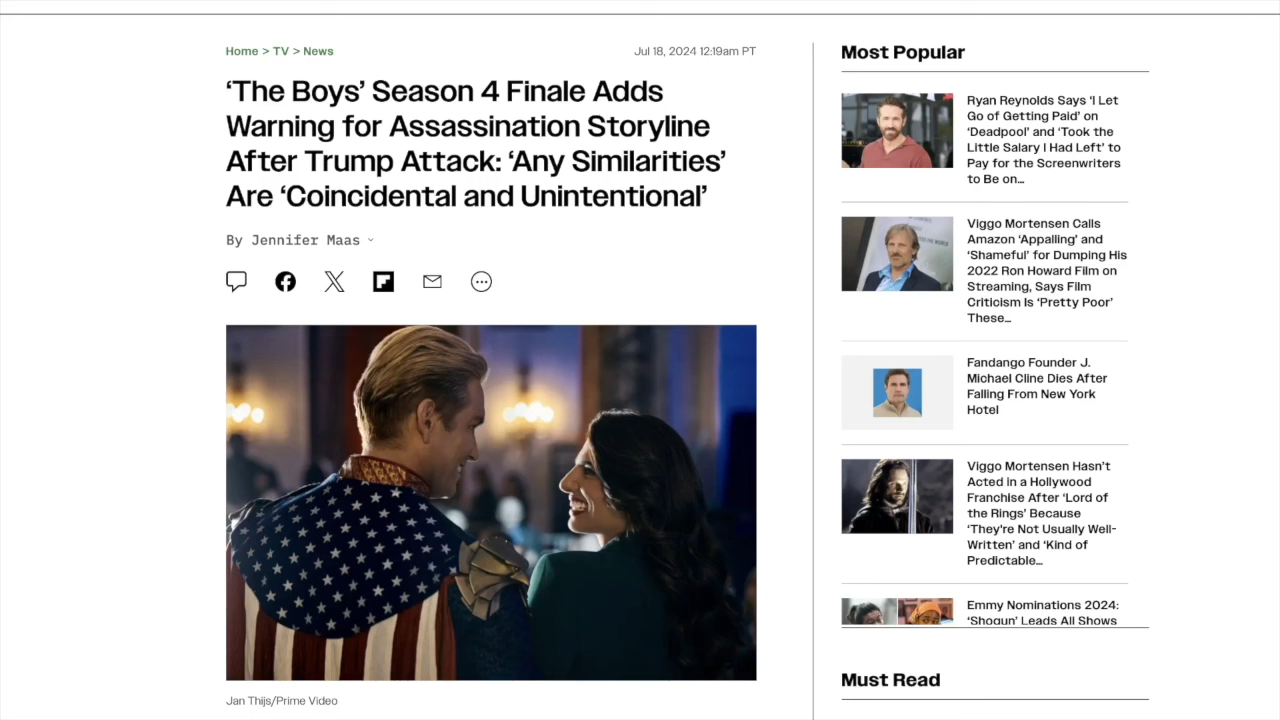 Home > TV > News
Jul 18, 2024 12:19am PT
‘The Boys’ Season 4 Finale Adds
Warning for Assassination Storyline
After Trump Attack: ‘Any Similarities’
Are ‘Coincidental and Unintentional’
By Jennifer Maas
Jan Thijs/Prime Video
Most Popular
Ryan Reynolds Says ‘I Let
Go of Getting Paid’ on
‘Deadpool’ and ‘Took the
Little Salary I Had Left’ to
Pay for the Screenwriters
to Be on…
Viggo Mortensen Calls
Amazon ‘Appalling’ and
‘Shameful’ for Dumping His
2022 Ron Howard Film on
Streaming, Says Film
Criticism Is ‘Pretty Poor’
These…
Fandango Founder J.
Michael Cline Dies After
Falling From New York
Hotel
Viggo Mortensen Hasn’t
Acted in a Hollywood
Franchise After ‘Lord of
the Rings’ Because
‘They're Not Usually Well-
Written’ and ‘Kind of
Predictable…
Emmy Nominations 2024:
‘Shogun’ Leads All Shows
Must Read